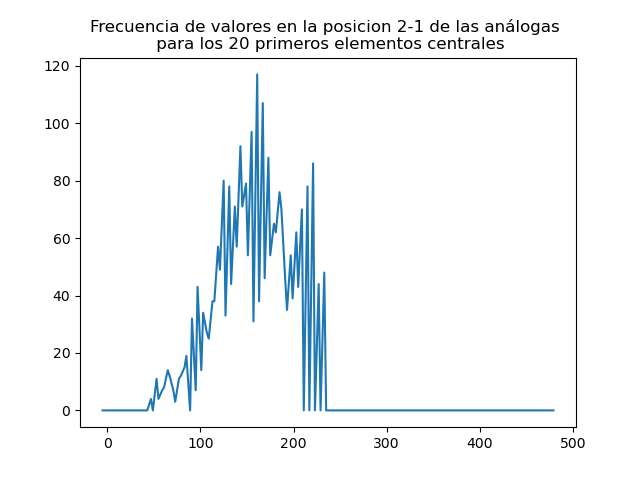 Frecuencia de valores en la posicion 2-1 de las análogas
para los 20 primeros elementos centrales
120
100
80
60
40
20
0
0 100 200 300 400 500